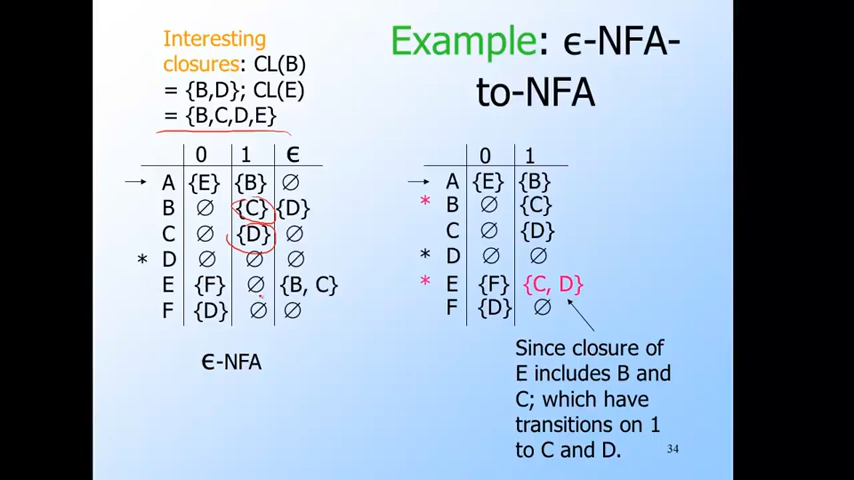 Interesting
closures: CL(B)
= {B,D}; CL(E)
= {B,C,D,E}
Example: ϵ-NFA-
to-NFA
0 1 ϵ
→ A {E} {B} ∅
B ∅ {C} {D}
C ∅ {D} ∅
* D ∅ ∅ ∅
E {F} ∅ {B, C}
F {D} ∅ ∅
ϵ-NFA
0 1
→ A {E} {B}
* B ∅ {C}
C ∅ {D}
* D ∅ ∅
* E {F} {C, D}
F {D} ∅
Since closure of
E includes B and
C; which have
transitions on 1
to C and D.
34